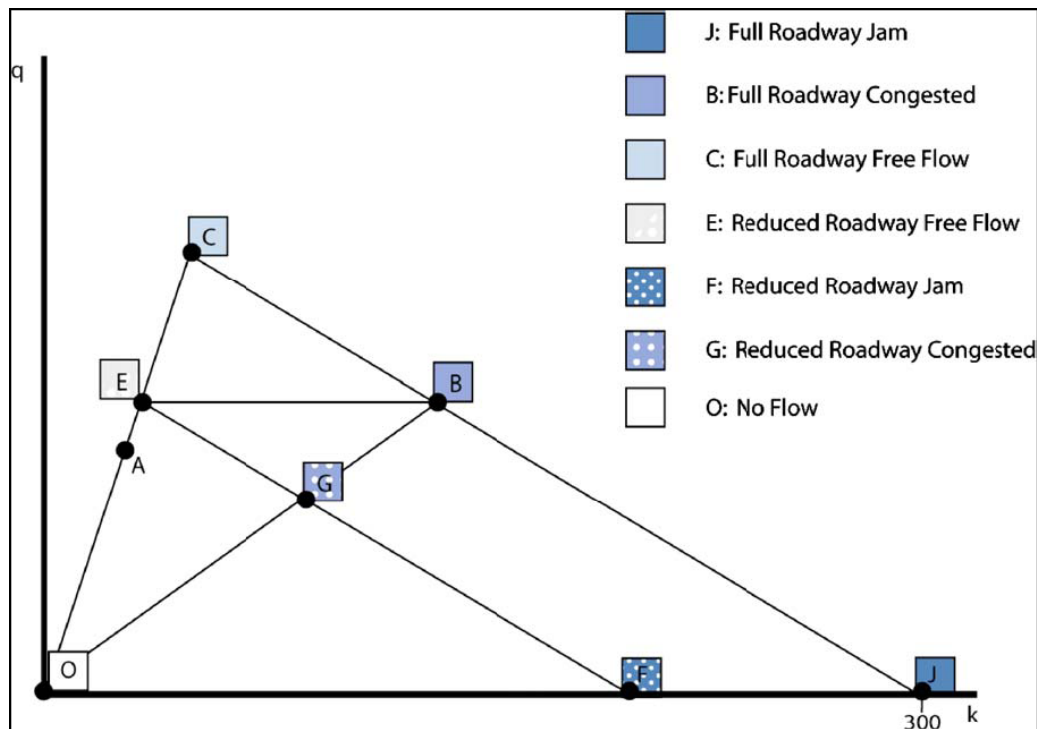 q
J: Full Roadway Jam
B: Full Roadway Congested
C: Full Roadway Free Flow
E: Reduced Roadway Free Flow
F: Reduced Roadway Jam
G: Reduced Roadway Congested
O: No Flow
C
E
B
A
G
O
F
J
300
k